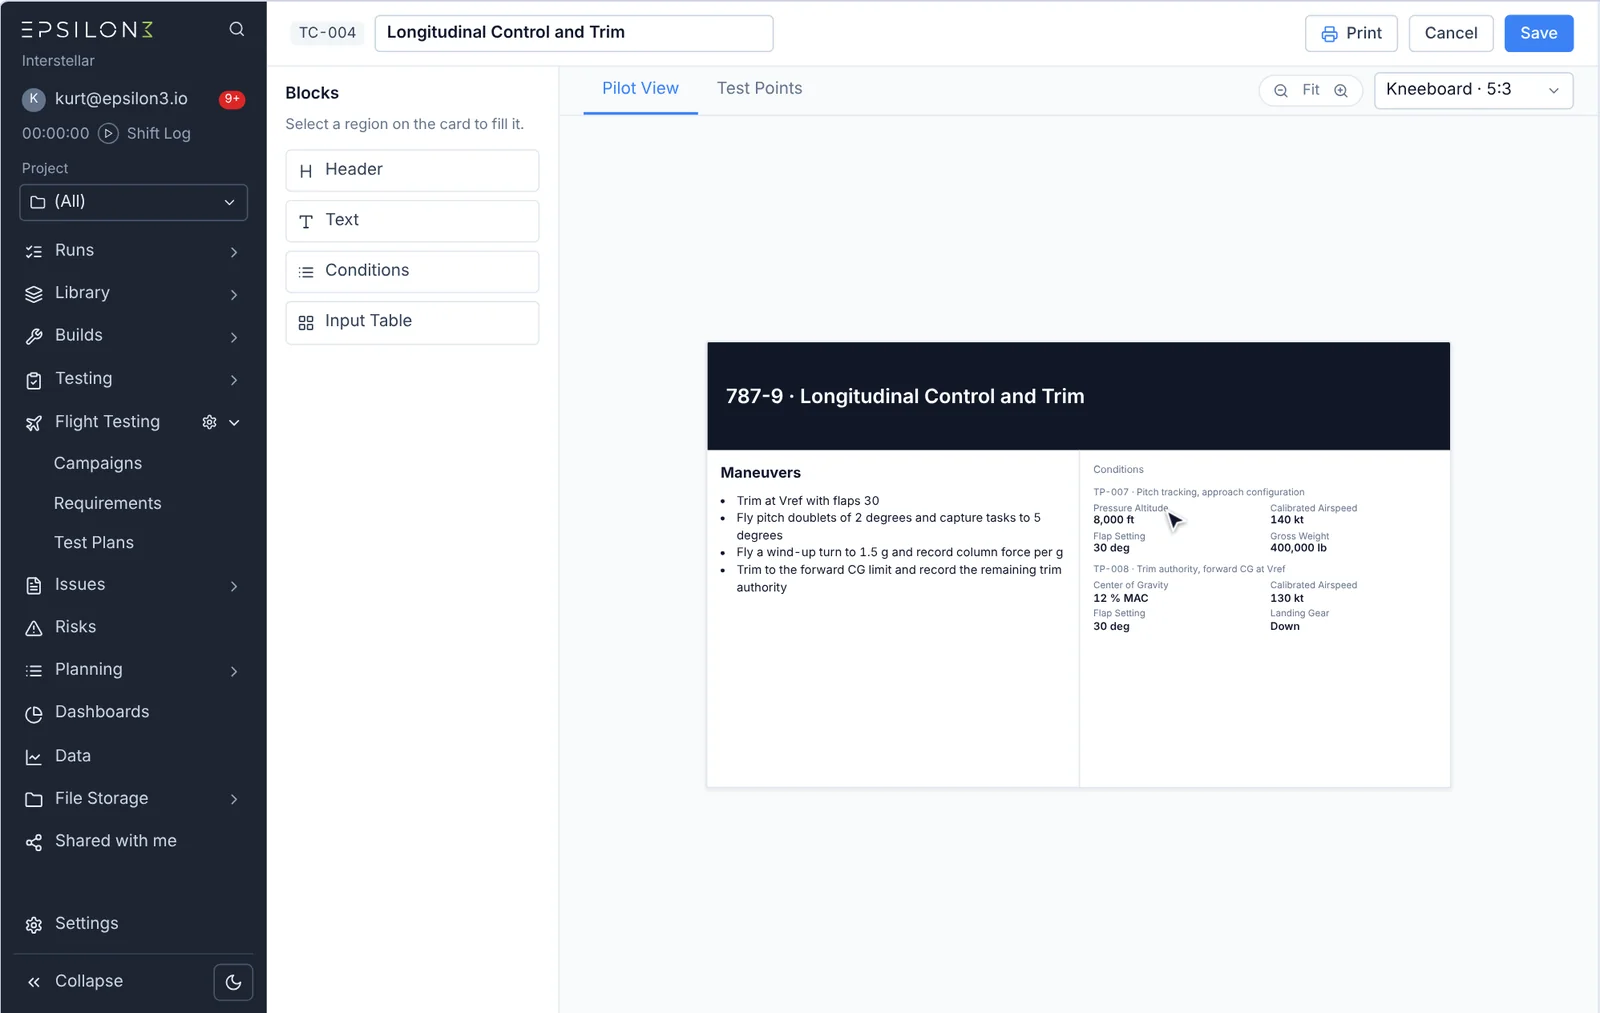 EPSILON3
Interstellar
K kurt@epsilon3.io 9+
00:00:00 Shift Log
Project
(All)
Runs
Library
Builds
Testing
Flight Testing
Campaigns
Requirements
Test Plans
Issues
Risks
Planning
Dashboards
Data
File Storage
Shared with me
Settings
Collapse
TC-004 Longitudinal Control and Trim
Print Cancel Save
Blocks
Select a region on the card to fill it.
H Header
T Text
Conditions
Input Table
Pilot View Test Points
Fit Kneeboard · 5:3
787-9 · Longitudinal Control and Trim
Maneuvers
• Trim at Vref with flaps 30
• Fly pitch doublets of 2 degrees and capture tasks to 5
degrees
• Fly a wind-up turn to 1.5 g and record column force per g
• Trim to the forward CG limit and record the remaining trim
authority
Conditions
TP-007 · Pitch tracking, approach configuration
Pressure Altitude Calibrated Airspeed
8,000 ft 140 kt
Flap Setting Gross Weight
30 deg 400,000 lb
TP-008 · Trim authority, forward CG at Vref
Center of Gravity Calibrated Airspeed
12 % MAC 130 kt
Flap Setting Landing Gear
30 deg Down